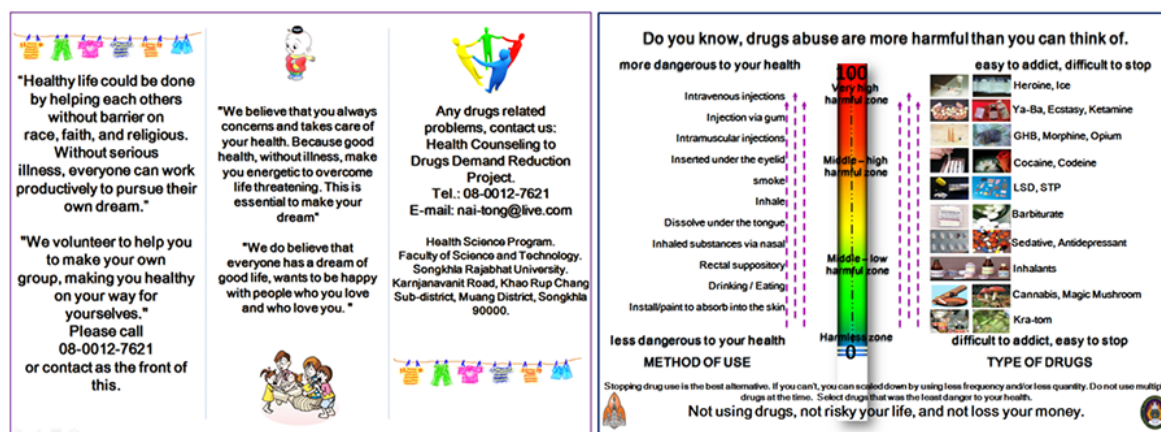 "Healthy life could be done
by helping each others
without barrier on
race, faith, and religious.
Without serious
illness, everyone can work
productively to pursue their
own dream."
"We volunteer to help you
to make your own
group, making you healthy
on your way for
yourselves."
Please call
08-0012-7621
or contact as the front of
this.
"We believe that you always
concerns and takes care of
your health. Because good
health, without illness, make
you energetic to overcome
life threatening. This is
essential to make your
dream"
"We do believe that
everyone has a dream of
good life, wants to be happy
with people who you love
and who love you. "
Any drugs related
problems, contact us:
Health Counseling to
Drugs Demand Reduction
Project.
Tel.: 08-0012-7621
E-mail: nai-tong@live.com
Health Science Program.
Faculty of Science and Technology.
Songkhla Rajabhat University.
Karnjanavanit Road, Khao Rup Chang
Sub-district, Muang District, Songkhla
90000.
Do you know, drugs abuse are more harmful than you can think of.
more dangerous to your health
easy to addict, difficult to stop
100
Very high
harmful zone
Middle – high
harmful zone
Middle – low
harmful zone
Harmless zone
0
Intravenous injections
Injection via gum
Intramuscular injections
Inserted under the eyelid
smoke
Inhale
Dissolve under the tongue
Inhaled substances via nasal
Rectal suppository
Drinking / Eating
Install/paint to absorb into the skin
Heroine, Ice
Ya-Ba, Ecstasy, Ketamine
GHB, Morphine, Opium
Cocaine, Codeine
LSD, STP
Barbiturate
Sedative, Antidepressant
Inhalants
Cannabis, Magic Mushroom
Kra-tom
less dangerous to your health
difficult to addict, easy to stop
METHOD OF USE
TYPE OF DRUGS
Stopping drug use is the best alternative. If you can't, you can scaled down by using less frequency and/or less quantity. Do not use multip
drugs at the time. Select drugs that was the least danger to your health.
Not using drugs, not risky your life, and not loss your money.